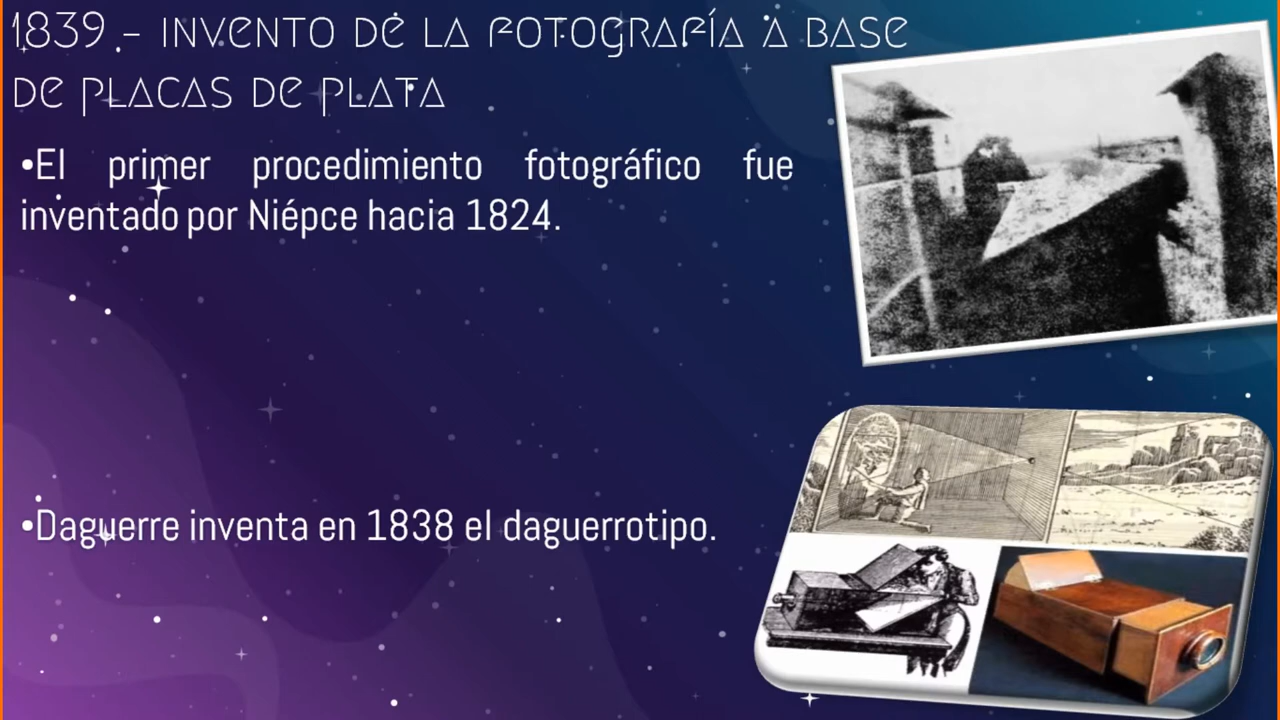 1839.- INVENTO DE LA FOTOGRAFÍA A BASE
DE PLACAS DE PLATA
•El primer procedimiento fotográfico fue
inventado por Niépce hacia 1824.
•Daguerre inventa en 1838 el daguerrotipo.